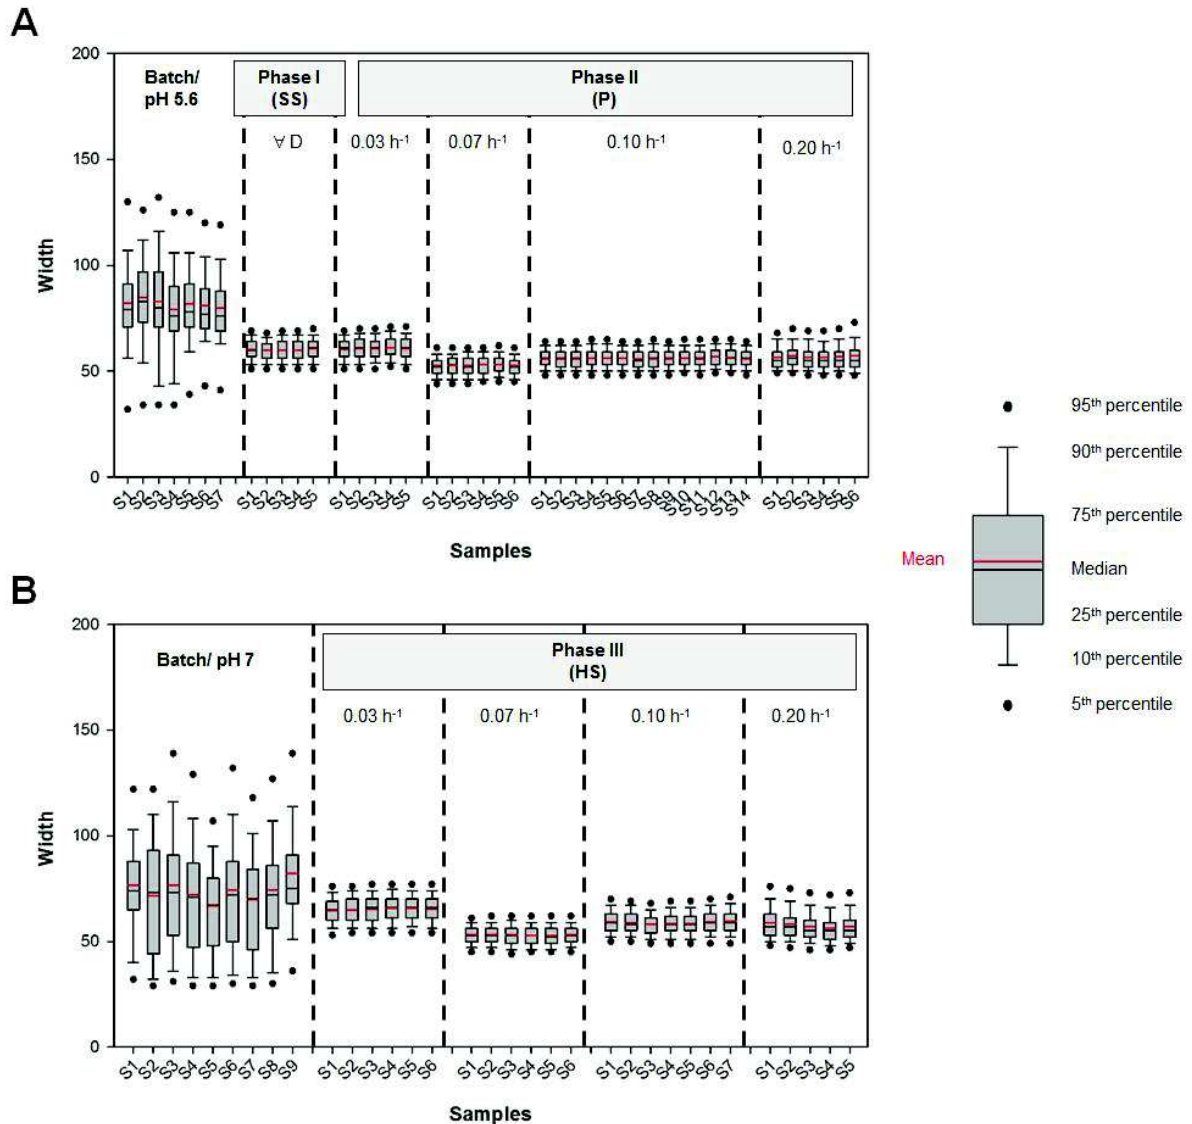 A
200
150
100
50
0
Width
Batch/
pH 5.6
Phase I
(SS)
Phase II
(P)
∀ D
0.03 h-1
0.07 h-1
0.10 h-1
0.20 h-1
S1 S2 S3 S4 S5 S6 S7 S1 S2 S3 S4 S5 S1 S2 S3 S4 S5 S1 S2 S3 S4 S5 S6 S1 S2 S3 S4 S5 S6 S7 S8 S9 S10 S11 S12 S13 S14 S1 S2 S3 S4 S5 S6
Samples
95th percentile
90th percentile
75th percentile
Mean
Median
25th percentile
10th percentile
5th percentile
B
200
150
100
50
0
Width
Batch/ pH 7
Phase III
(HS)
0.03 h-1
0.07 h-1
0.10 h-1
0.20 h-1
S1 S2 S3 S4 S5 S6 S7 S8 S9 S1 S2 S3 S4 S5 S6 S1 S2 S3 S4 S5 S6 S1 S2 S3 S4 S5 S6 S7 S1 S2 S3 S4 S5
Samples